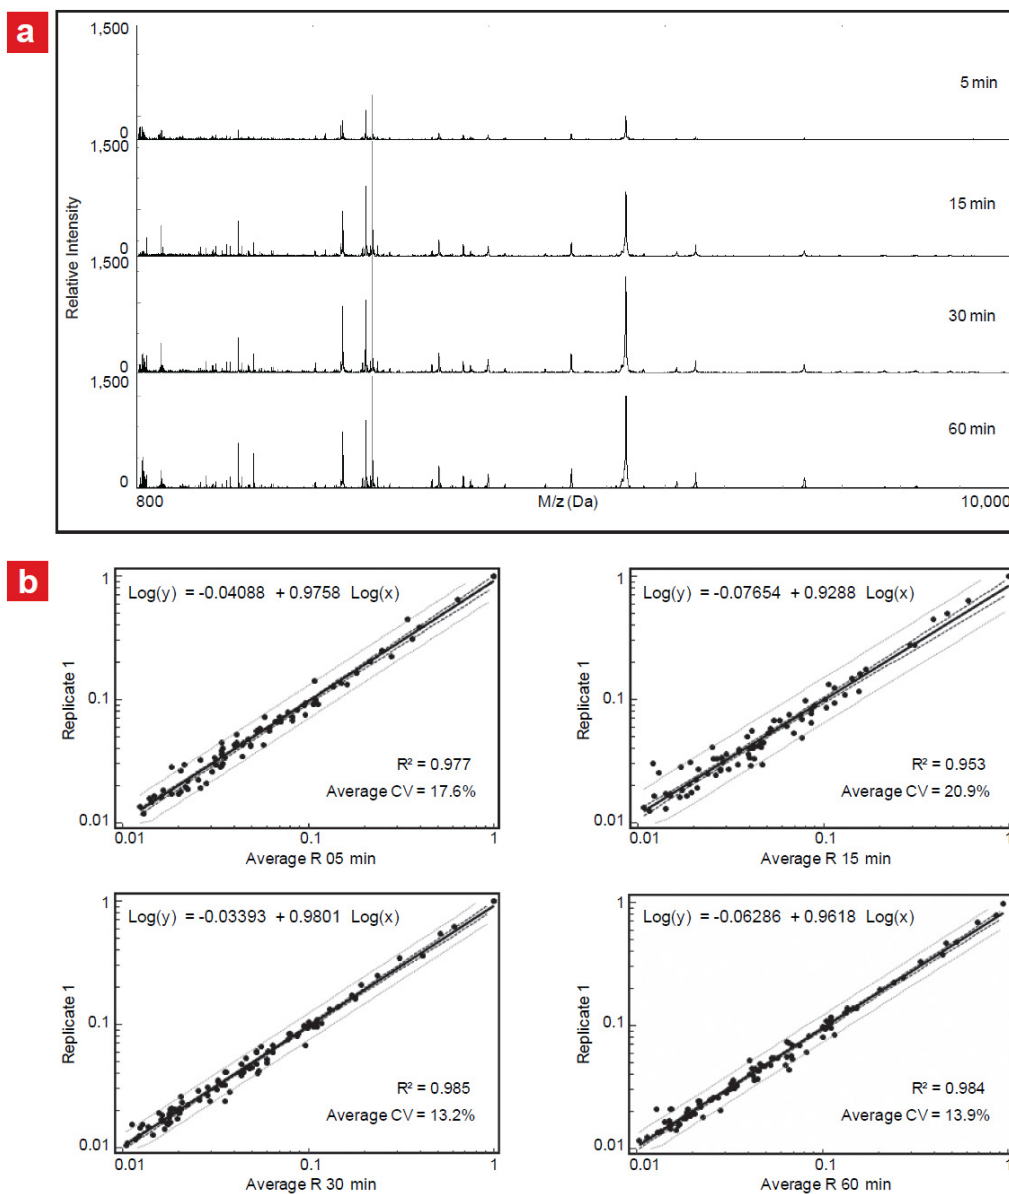 a
1,500
5 min
0
1,500
15 min
Relative Intensity
0
1,500
30 min
0
1,500
60 min
0
800 M/z (Da) 10,000
b
1
Log(y) = -0.04088 + 0.9758 Log(x)
Replicate 1
0.1
R² = 0.977
Average CV = 17.6%
0.01
0.01 0.1 1
Average R 05 min
1
Log(y) = -0.07654 + 0.9288 Log(x)
Replicate 1
0.1
R² = 0.953
Average CV = 20.9%
0.01
0.01 0.1 1
Average R 15 min
1
Log(y) = -0.03393 + 0.9801 Log(x)
Replicate 1
0.1
R² = 0.985
Average CV = 13.2%
0.01
0.01 0.1 1
Average R 30 min
1
Log(y) = -0.06286 + 0.9618 Log(x)
Replicate 1
0.1
R² = 0.984
Average CV = 13.9%
0.01
0.01 0.1 1
Average R 60 min